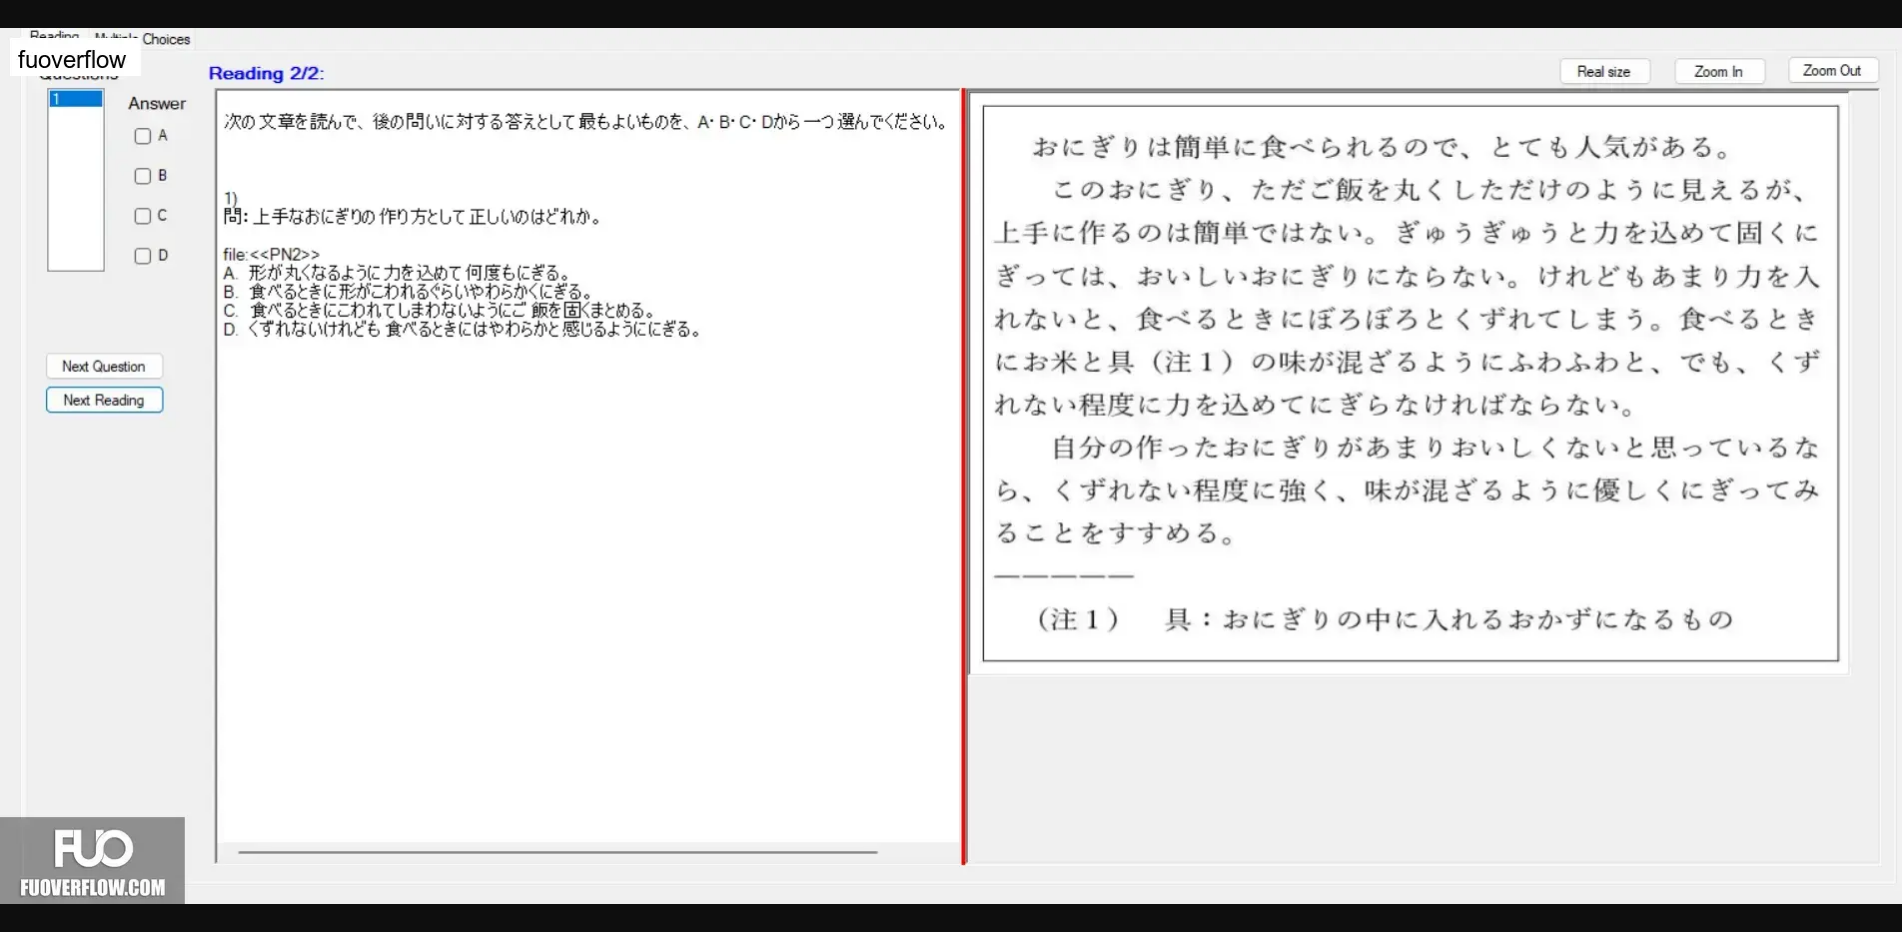 Reading Multiple Choices
fuoverflow
Questions
Reading 2/2:
Real size
Zoom In
Zoom Out
1
Answer
A
B
C
D
Next Question
Next Reading
次の文章を読んで、後の問いに対する答えとして最もよいものを、A・B・C・Dから一つ選んでください。
1)
問: 上手なおにぎりの作り方として正しいのはどれか。
file:<<PN2>>
A. 形が丸くなるように力を込めて何度もにぎる。
B. 食べるときに形がこわれるぐらいやわらかくにぎる。
C. 食べるときにこわれてしまわないようにご飯を固くまとめる。
D. くずれないけれども食べるときにはやわらかと感じるようににぎる。
おにぎりは簡単に食べられるので、とても人気がある。
このおにぎり、ただご飯を丸くしただけのように見えるが、
上手に作るのは簡単ではない。ぎゅうぎゅうと力を込めて固くに
ぎっては、おいしいおにぎりにならない。けれどもあまり力を入
れないと、食べるときにぼろぼろとくずれてしまう。食べるとき
にお米と具（注１）の味が混ざるようにふわふわと、でも、くず
れない程度に力を込めてにぎらなければならない。
自分の作ったおにぎりがあまりおいしくないと思っているな
ら、くずれない程度に強く、味が混ざるように優しくにぎってみ
ることをすすめる。
―――――
（注１） 具：おにぎりの中に入れるおかずになるもの
FUO
FUOVERFLOW.COM